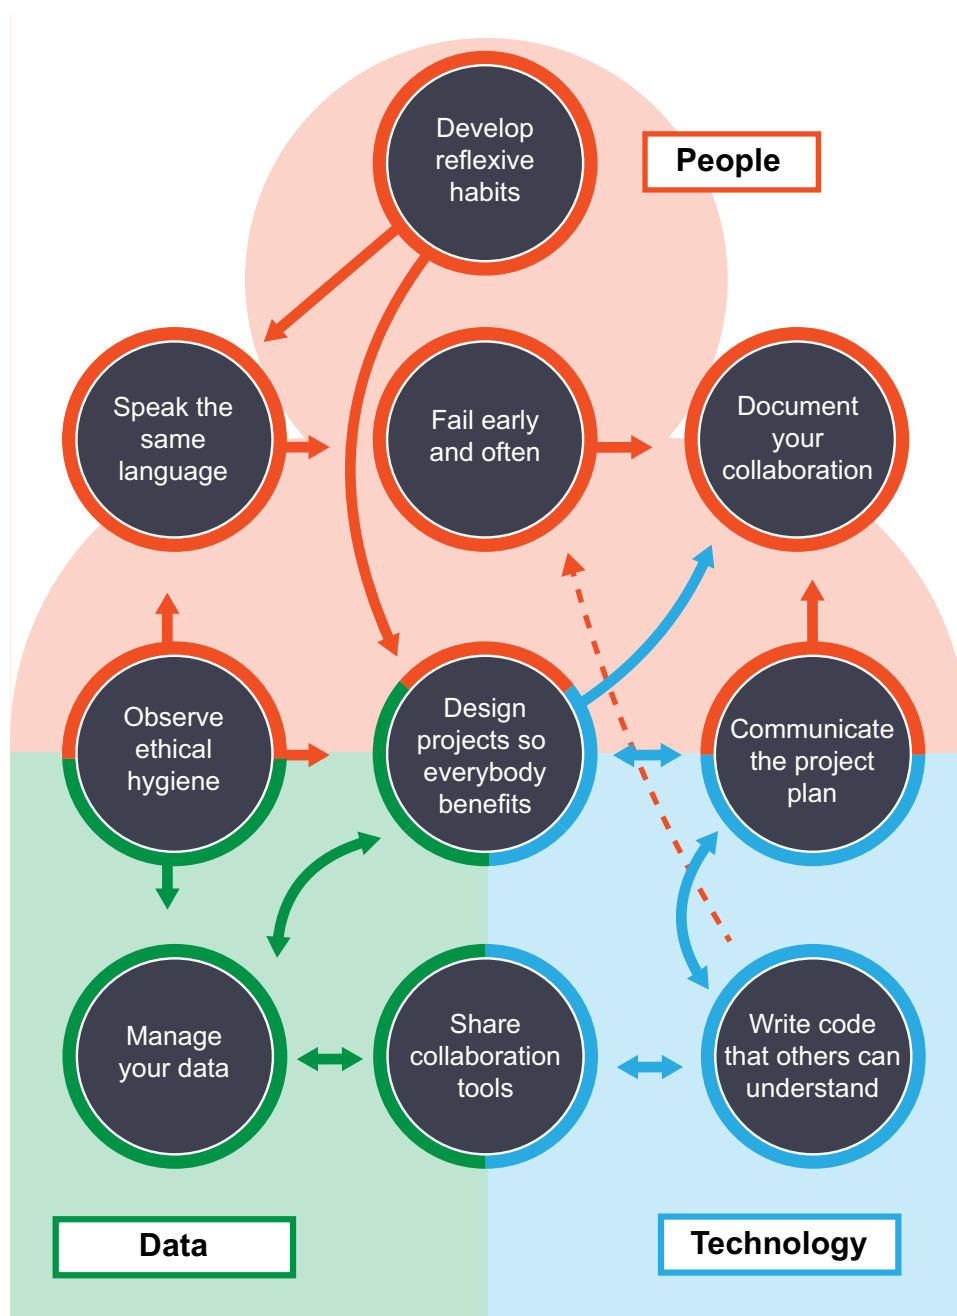 Develop
reflexive
habits
People
Speak the
same
language
Fail early
and often
Document
your
collaboration
Observe
ethical
hygiene
Design
projects so
everybody
benefits
Communicate
the project
plan
Manage
your data
Share
collaboration
tools
Write code
that others can
understand
Data
Technology